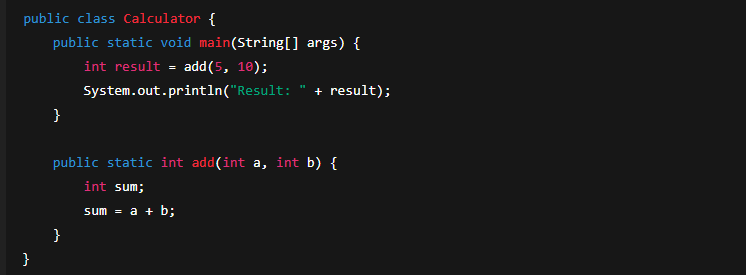 public class Calculator {
    public static void main(String[] args) {
        int result = add(5, 10);
        System.out.println("Result: " + result);
    }

    public static int add(int a, int b) {
        int sum;
        sum = a + b;
    }
}